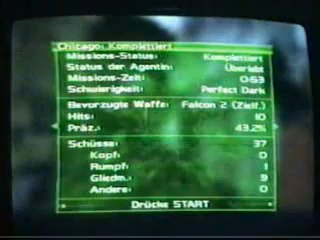 Chicago: Komplettiert
Missions-Status: Komplettiert
Status der Agentin: Überlebt
Missions-Zeit: 0:53
Schwierigkeit: Perfect Dark
Bevorzugte Waffe: Falcon 2 (Zielf.)
Hits: 10
Präz.: 43.2%
Schüsse: 37
Kopf: 0
Rumpf: 1
Gliedm.: 9
Andere: 0
Drücke START